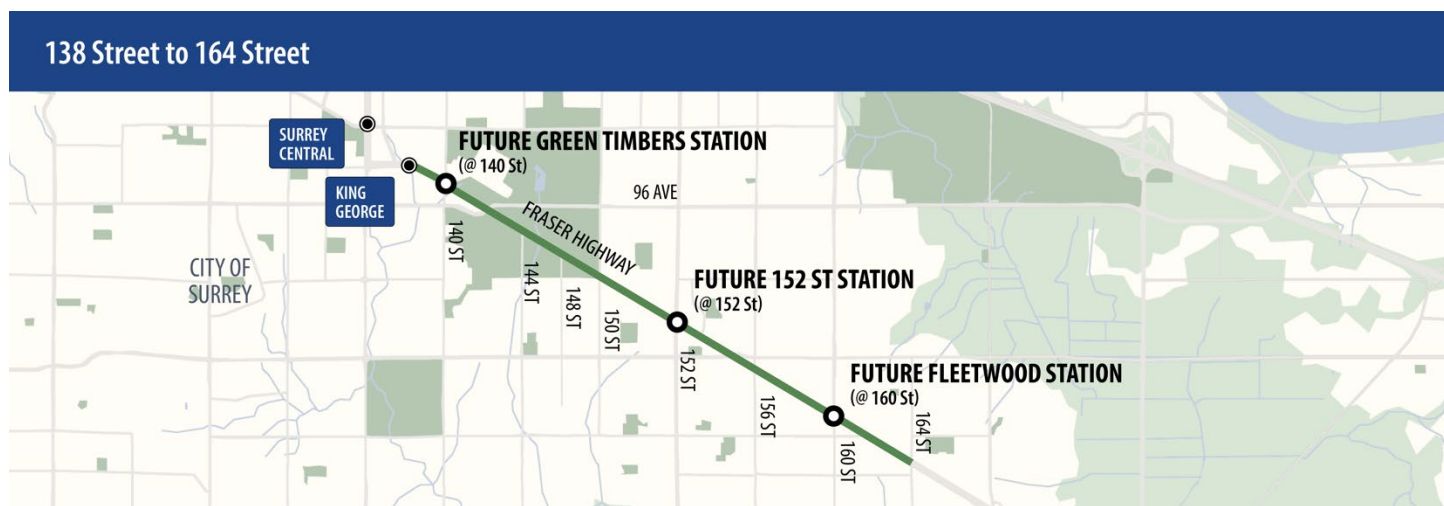 138 Street to 164 Street
SURREY
CENTRAL
FUTURE GREEN TIMBERS STATION
(@ 140 St)
KING
GEORGE
96 AVE
FRASER HIGHWAY
CITY OF
SURREY
140 ST
144 ST
148 ST
150 ST
FUTURE 152 ST STATION
(@ 152 St)
152 ST
156 ST
FUTURE FLEETWOOD STATION
(@ 160 St)
160 ST
164 ST